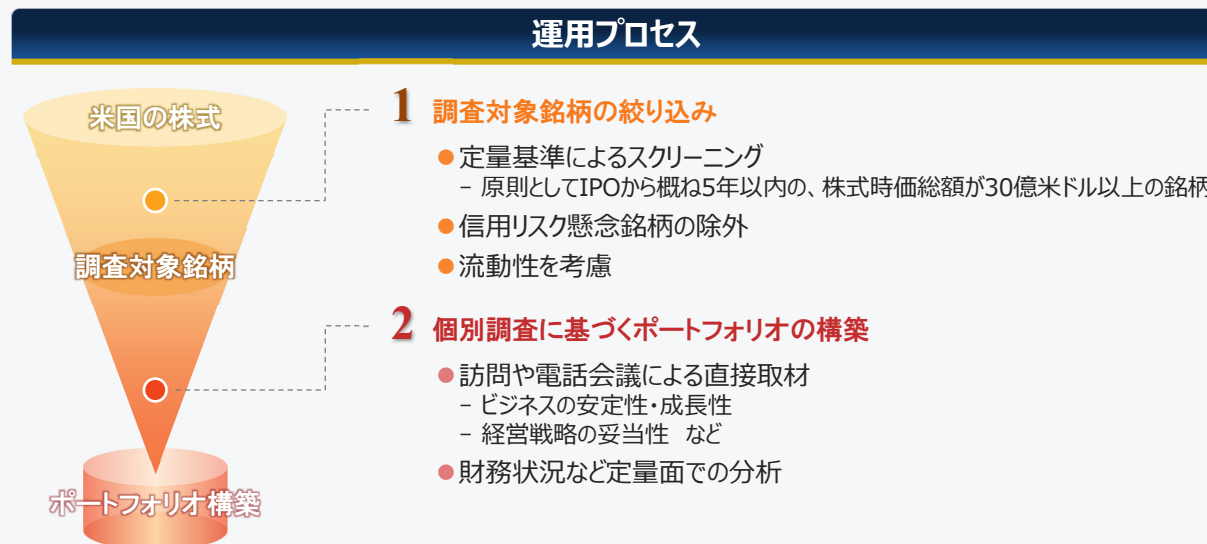 運用プロセス
米国の株式
調査対象銘柄
ポートフォリオ構築
1 調査対象銘柄の絞り込み
●定量基準によるスクリーニング
– 原則としてIPOから概ね5年以内の、株式時価総額が30億米ドル以上の銘柄
●信用リスク懸念銘柄の除外
●流動性を考慮
2 個別調査に基づくポートフォリオの構築
●訪問や電話会議による直接取材
– ビジネスの安定性・成長性
– 経営戦略の妥当性 など
●財務状況など定量面での分析